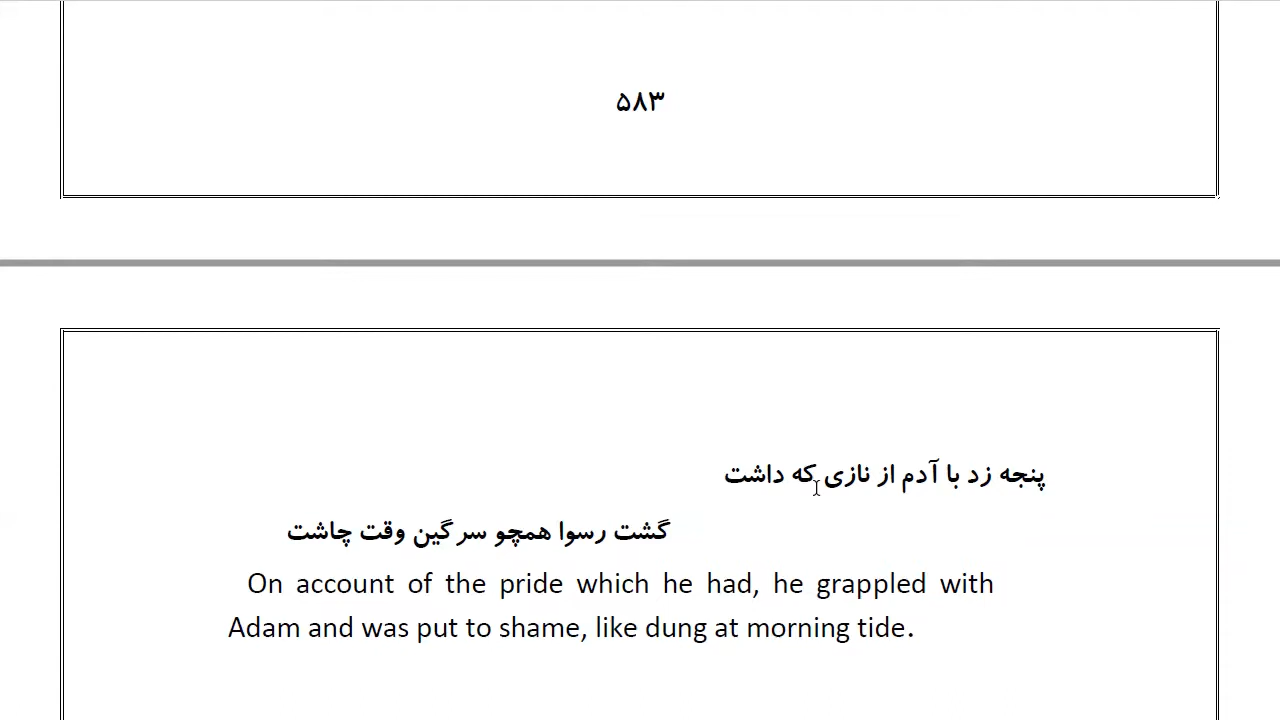 ۵۸۳
پنجه زد با آدم از نازی که داشت
گشت رسوا همچو سرگین وقت چاشت
On account of the pride which he had, he grappled with
Adam and was put to shame, like dung at morning tide.